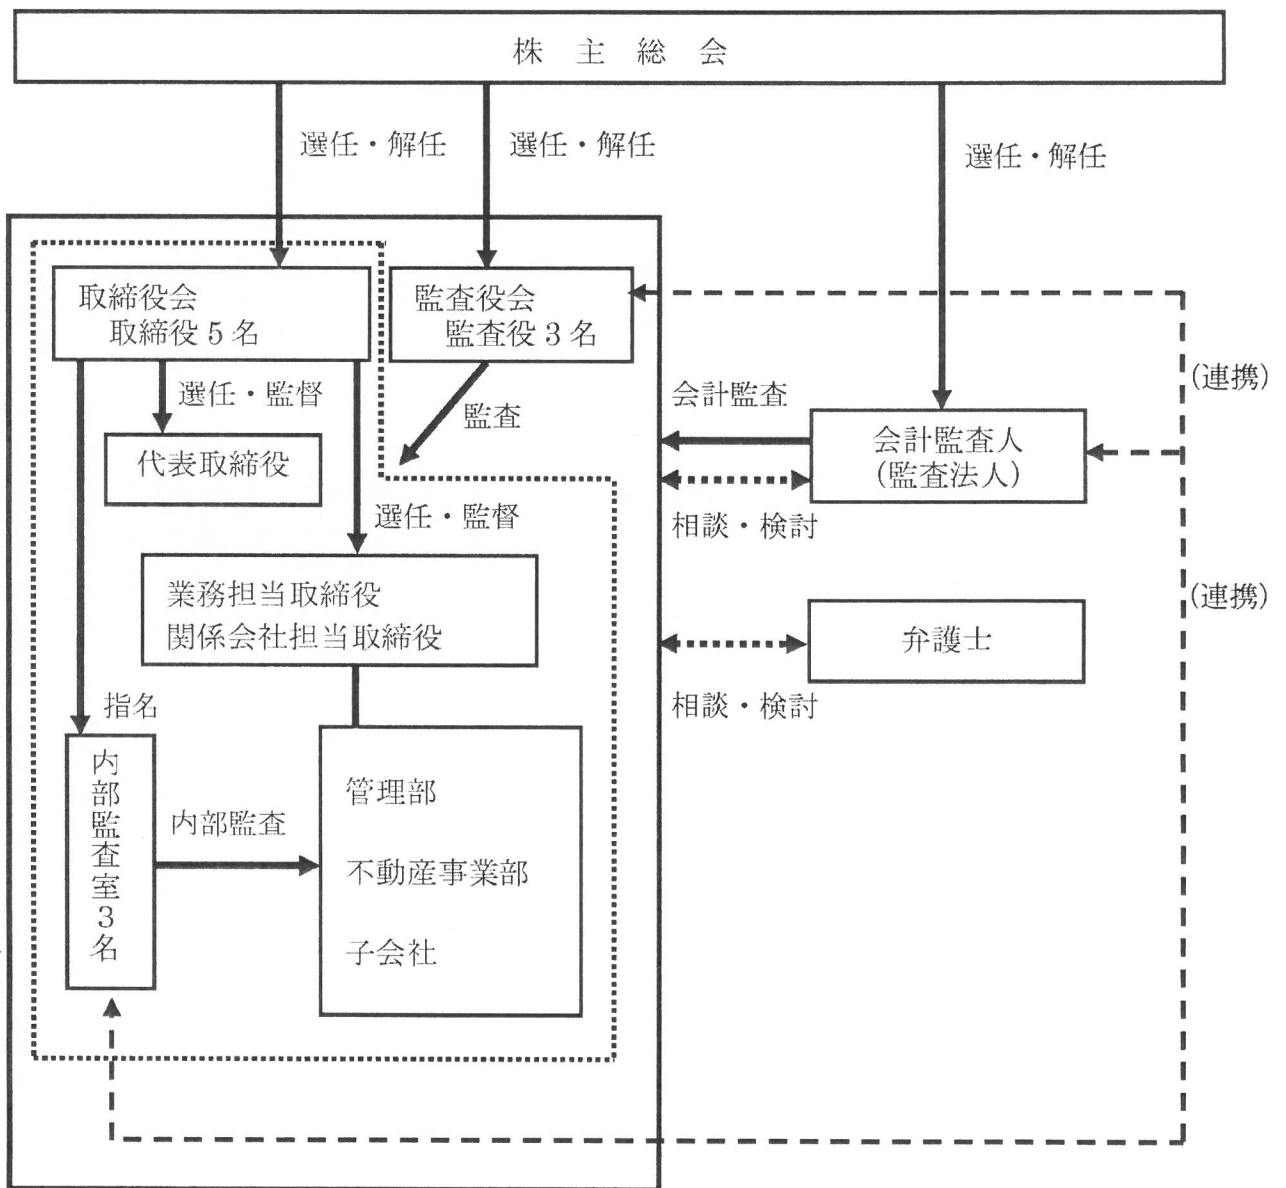 株主総会
選任・解任
選任・解任
選任・解任
取締役会
取締役5名
監査役会
監査役3名
(連携)
選任・監督
監査
会計監査
会計監査人
(監査法人)
代表取締役
選任・監督
相談・検討
業務担当取締役
関係会社担当取締役
(連携)
弁護士
指名
相談・検討
内部監査室3名
内部監査
管理部
不動産事業部
子会社